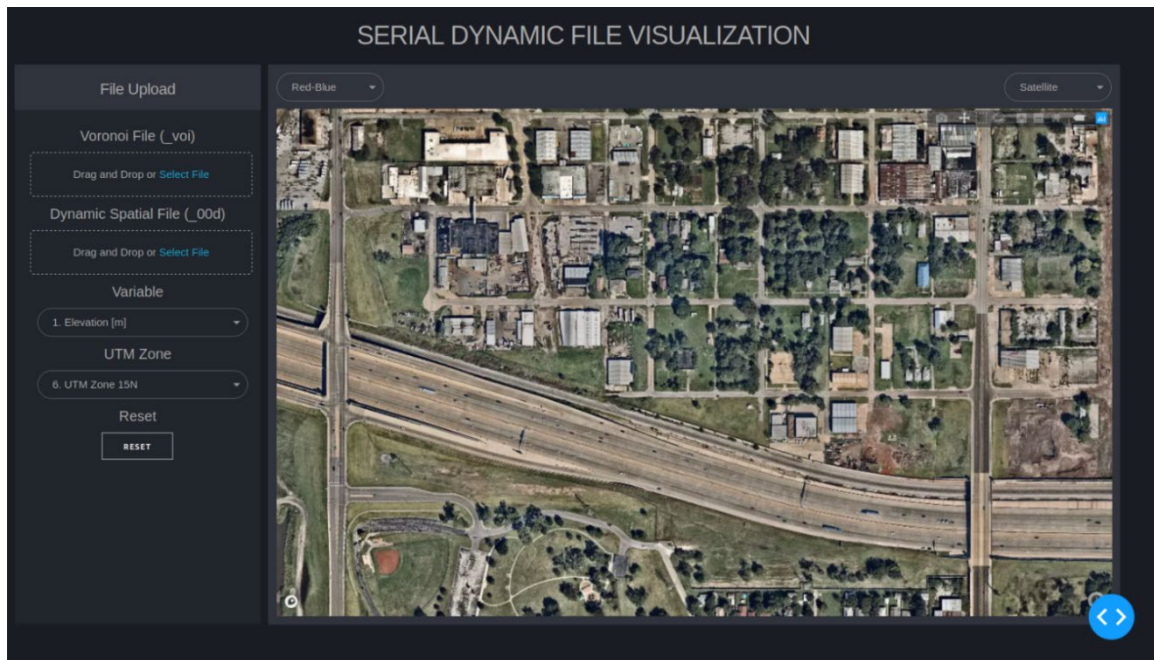 SERIAL DYNAMIC FILE VISUALIZATION
File Upload
Voronoi File (_voi)
Drag and Drop or Select File
Dynamic Spatial File (_00d)
Drag and Drop or Select File
Variable
1. Elevation [m]
UTM Zone
6. UTM Zone 15N
Reset
RESET
Red-Blue
Satellite